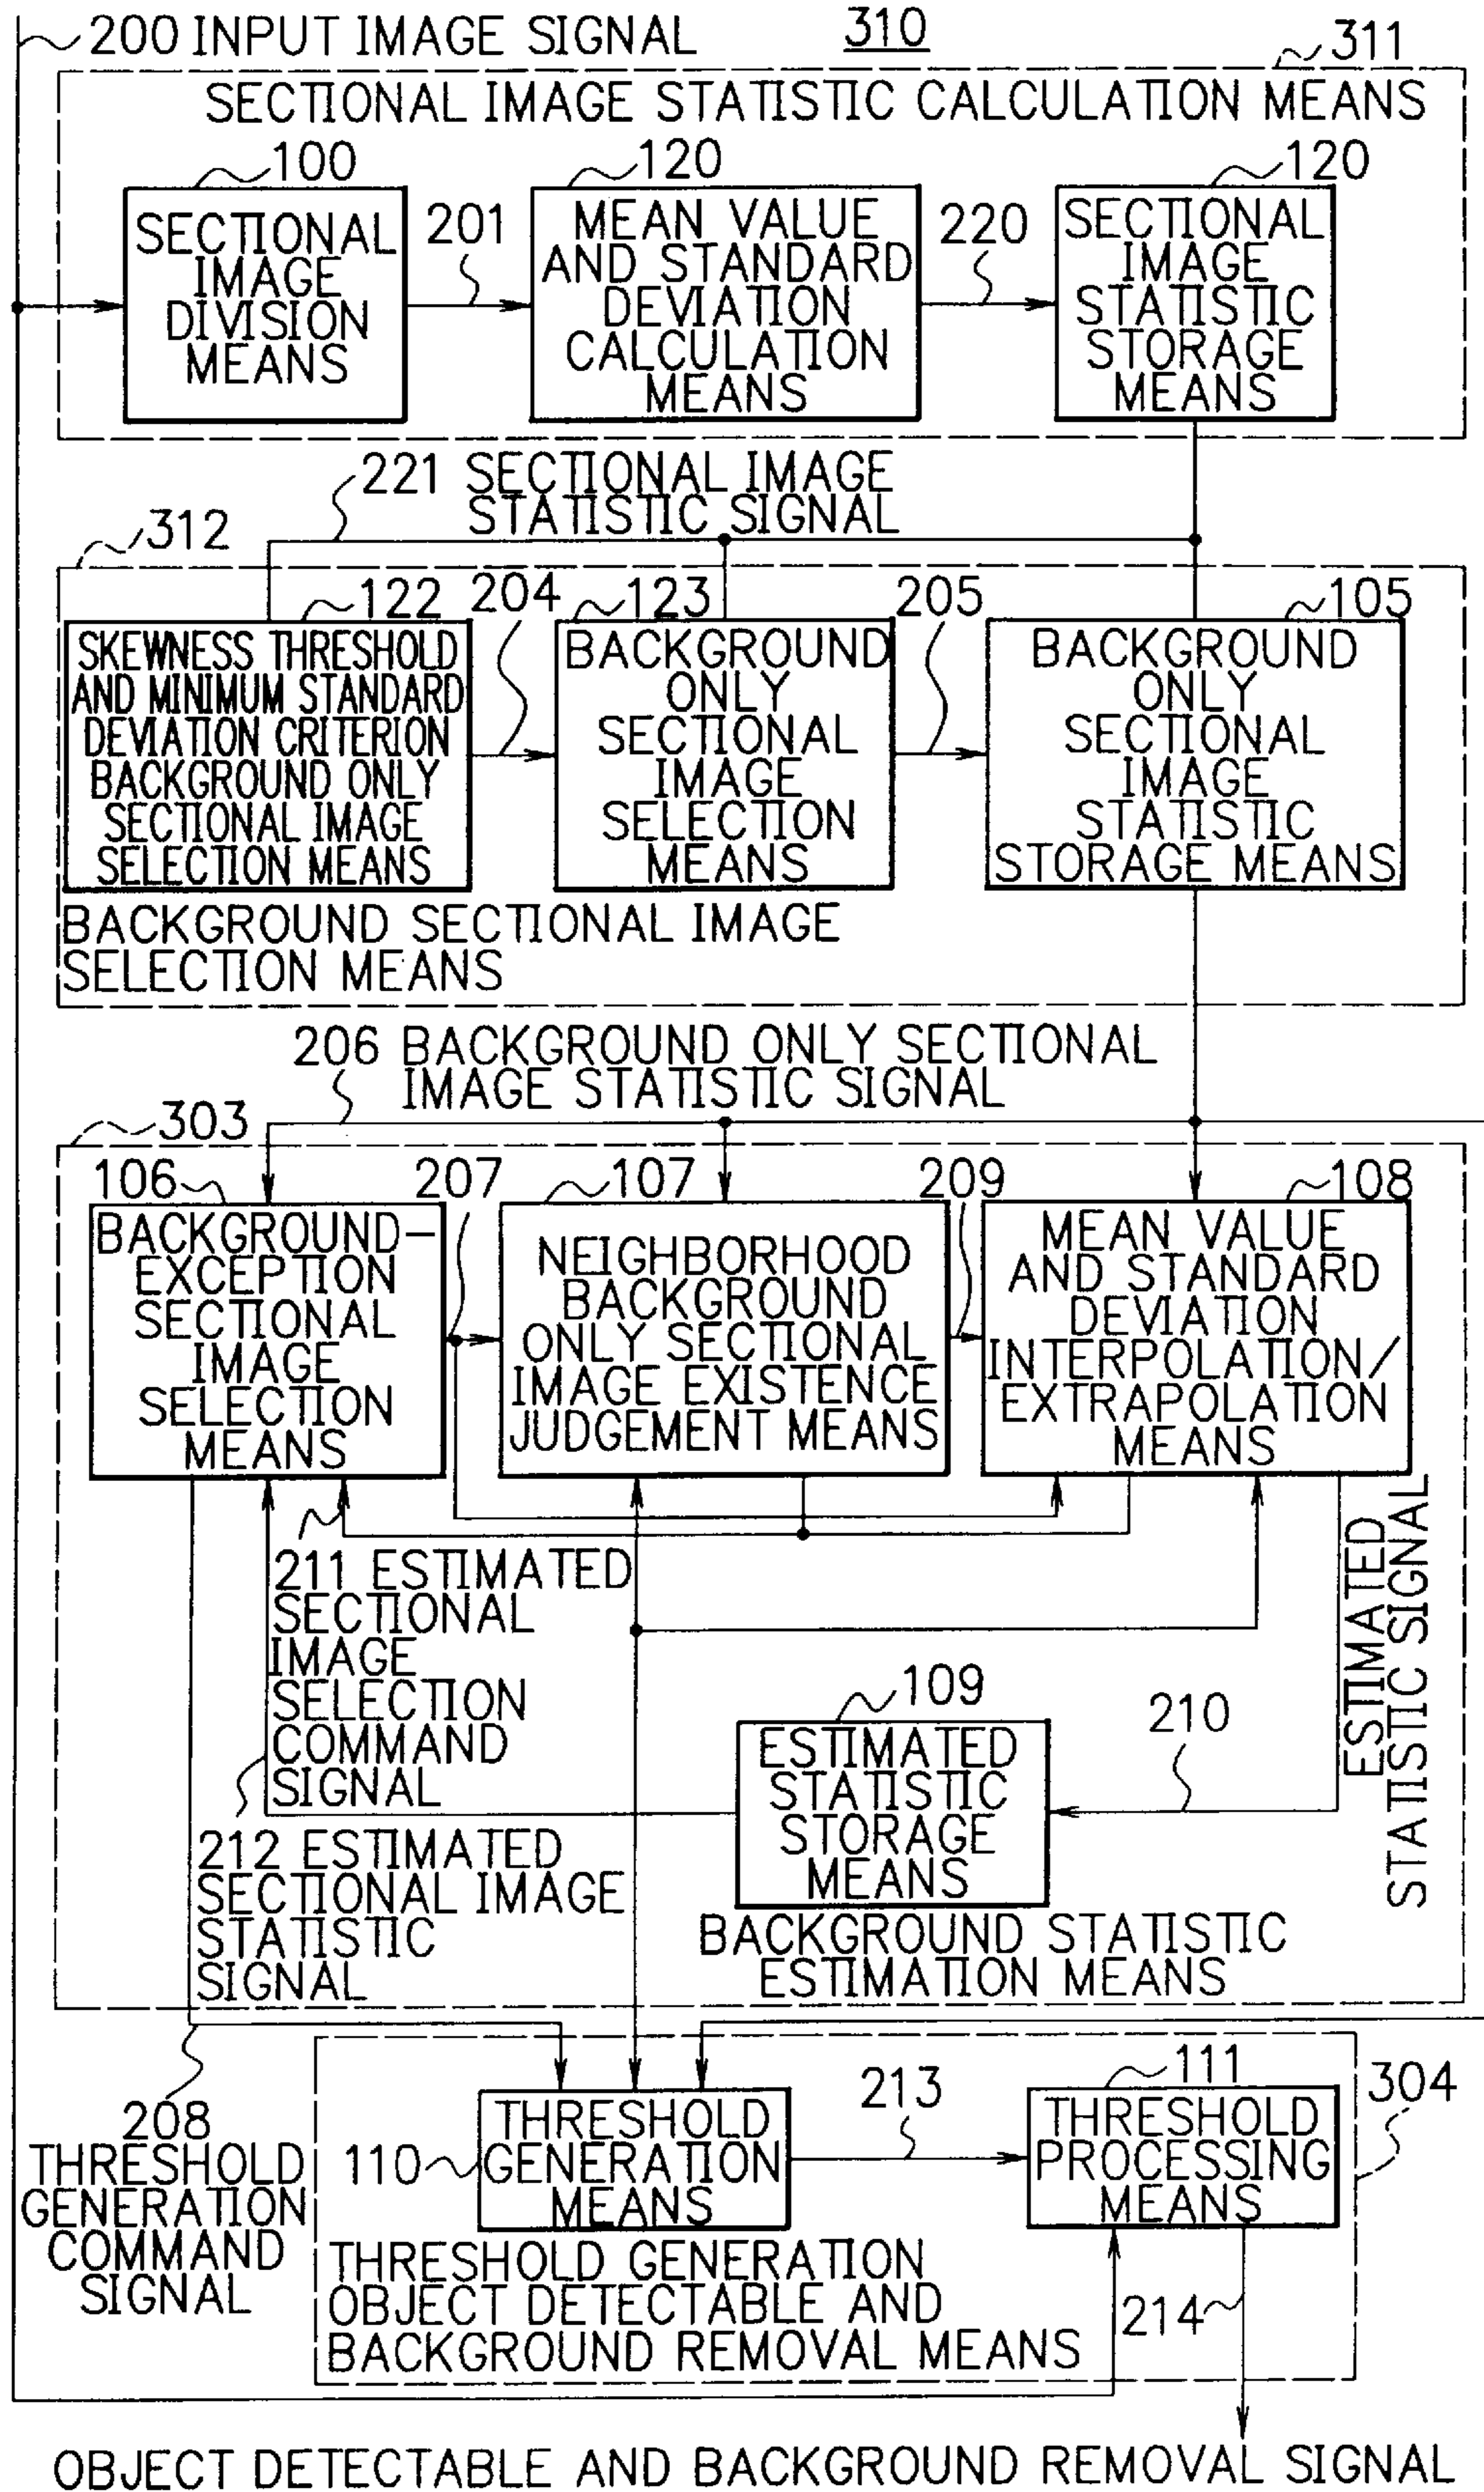 200 INPUT IMAGE SIGNAL
310
311
SECTIONAL IMAGE STATISTIC CALCULATION MEANS
100
SECTIONAL
IMAGE
DIVISION
MEANS
201
120
MEAN VALUE
AND STANDARD
DEVIATION
CALCULATION
MEANS
220
120
SECTIONAL
IMAGE
STATISTIC
STORAGE
MEANS
221 SECTIONAL IMAGE
STATISTIC SIGNAL
312
122
SKEWNESS THRESHOLD
AND MINIMUM STANDARD
DEVIATION CRITERION
BACKGROUND ONLY
SECTIONAL IMAGE
SELECTION MEANS
204
123
BACKGROUND
ONLY
SECTIONAL
IMAGE
SELECTION
MEANS
205
105
BACKGROUND
ONLY
SECTIONAL
IMAGE
STATISTIC
STORAGE MEANS
BACKGROUND SECTIONAL IMAGE
SELECTION MEANS
206 BACKGROUND ONLY SECTIONAL
IMAGE STATISTIC SIGNAL
303
106
BACKGROUND-
EXCEPTION
SECTIONAL
IMAGE
SELECTION
MEANS
207
107
NEIGHBORHOOD
BACKGROUND
ONLY SECTIONAL
IMAGE EXISTENCE
JUDGEMENT MEANS
209
108
MEAN VALUE
AND STANDARD
DEVIATION
INTERPOLATION/
EXTRAPOLATION
MEANS
211 ESTIMATED
SECTIONAL
IMAGE
SELECTION
COMMAND
SIGNAL
ESTIMATED
STATISTIC SIGNAL
109
ESTIMATED
STATISTIC
STORAGE
MEANS
210
212 ESTIMATED
SECTIONAL IMAGE
STATISTIC
SIGNAL
BACKGROUND STATISTIC
ESTIMATION MEANS
208
THRESHOLD
GENERATION
COMMAND
SIGNAL
110
THRESHOLD
GENERATION
MEANS
213
111
THRESHOLD
PROCESSING
MEANS
304
THRESHOLD GENERATION
OBJECT DETECTABLE AND
BACKGROUND REMOVAL MEANS
214
OBJECT DETECTABLE AND BACKGROUND REMOVAL SIGNAL